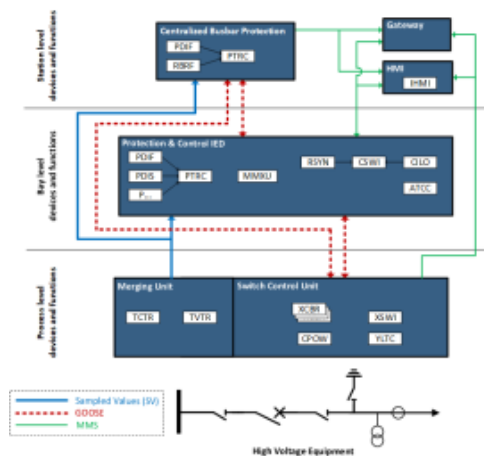 Station level
devices and functions
Centralized Busbar Protection
PDIF
RBRF
PTRC
Gateway
HMI
IHMI
Bay level
devices and functions
Protection & Control IED
PDIF
PDIS
P...
PTRC
MMXU
RSYN
CSWI
CILO
ATCC
Process level
devices and functions
Merging Unit
TCTR
TVTR
Switch Control Unit
XCBR
XSWI
CPOW
YLTC
Sampled Values (SV)
GOOSE
MMS
High Voltage Equipment